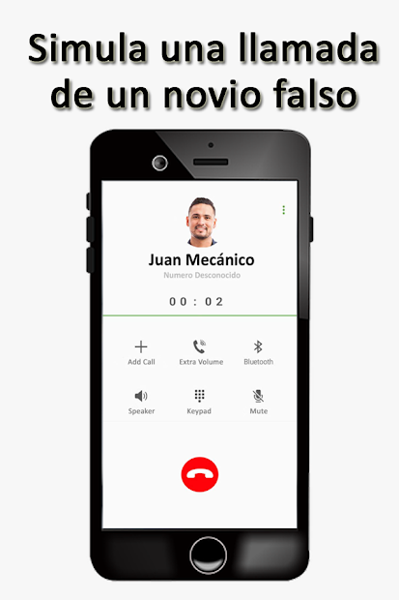 Simula una llamada
de un novio falso
Juan Mecánico
Numero Desconocido
00 : 02
Add Call
Extra Volume
Bluetooth
Speaker
Keypad
Mute